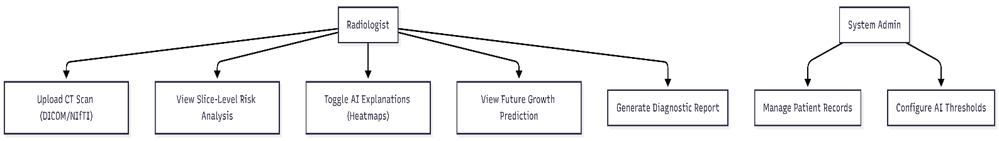 Radiologist
System Admin
Upload CT Scan
(DICOM/NIfTI)
View Slice-Level Risk
Analysis
Toggle AI Explanations
(Heatmaps)
View Future Growth
Prediction
Generate Diagnostic Report
Manage Patient Records
Configure AI Thresholds